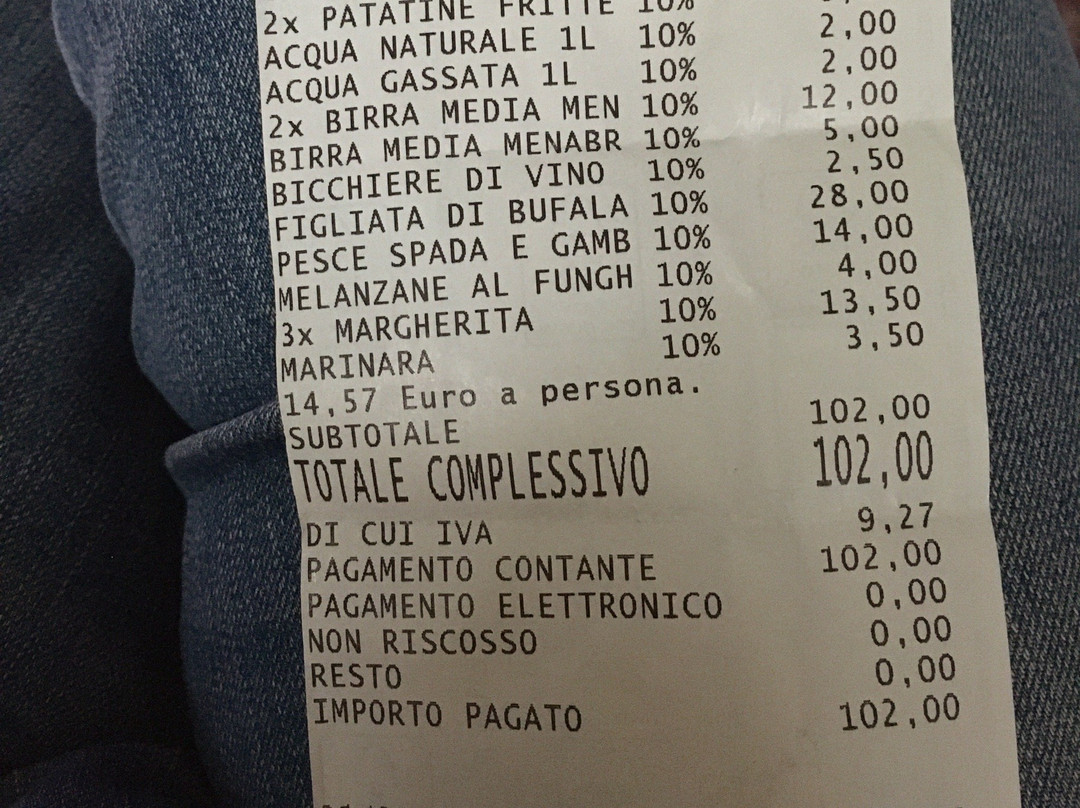 2x PATATINE FRITTE 10%
ACQUA NATURALE 1L 10% 2,00
ACQUA GASSATA 1L 10% 2,00
2x BIRRA MEDIA MEN 10% 12,00
BIRRA MEDIA MENABR 10% 5,00
BICCHIERE DI VINO 10% 2,50
FIGLIATA DI BUFALA 10% 28,00
PESCE SPADA E GAMB 10% 14,00
MELANZANE AL FUNGH 10% 4,00
3x MARGHERITA 10% 13,50
MARINARA 10% 3,50
14,57 Euro a persona.
SUBTOTALE 102,00
TOTALE COMPLESSIVO 102,00
DI CUI IVA 9,27
PAGAMENTO CONTANTE 102,00
PAGAMENTO ELETTRONICO 0,00
NON RISCOSSO 0,00
RESTO 0,00
IMPORTO PAGATO 102,00